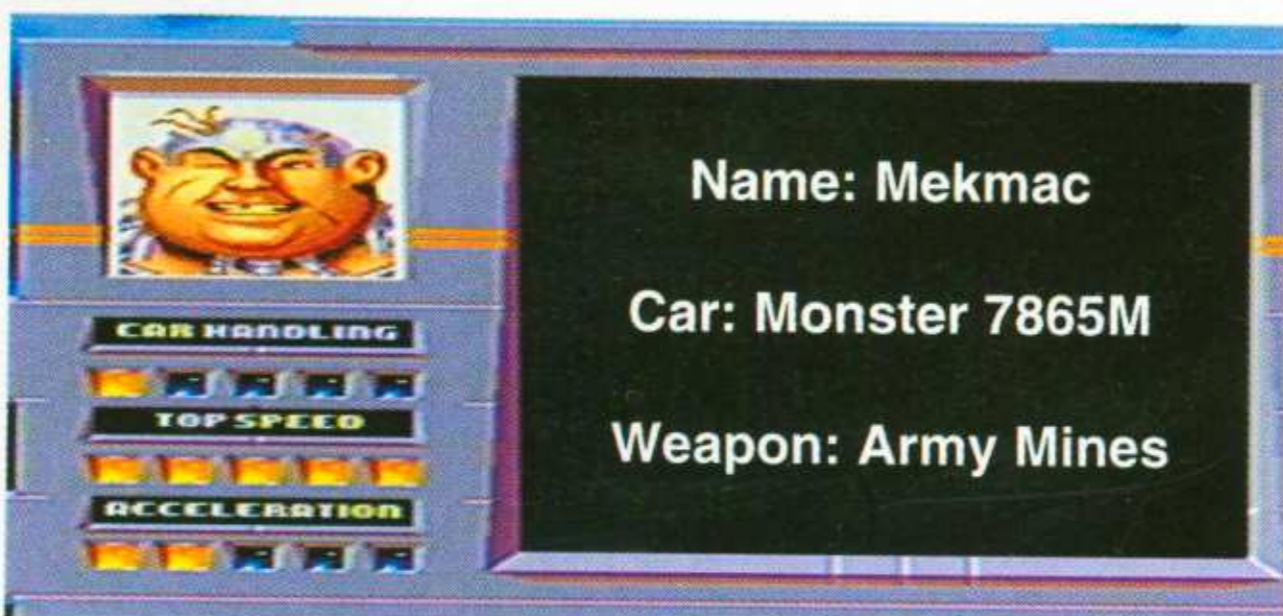 CAR HANDLING
TOP SPEED
ACCELERATION
Name: Mekmac
Car: Monster 7865M
Weapon: Army Mines